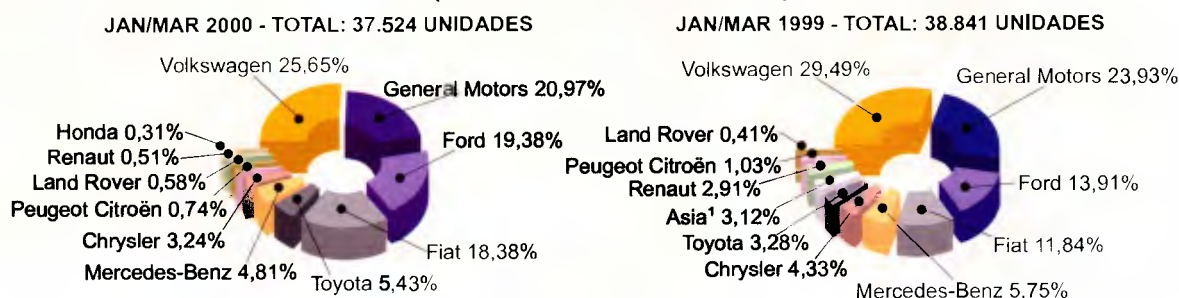 JAN/MAR 2000 - TOTAL: 37.524 UNIDADES
Volkswagen 25,65%
General Motors 20,97%
Honda 0,31%
Ford 19,38%
Renaut 0,51%
Land Rover 0,58%
Peugeot Citroën 0,74%
Chrysler 3,24%
Fiat 18,38%
Mercedes-Benz 4,81%
Toyota 5,43%
JAN/MAR 1999 - TOTAL: 38.841 UNIDADES
Volkswagen 29,49%
General Motors 23,93%
Land Rover 0,41%
Peugeot Citroën 1,03%
Renaut 2,91%
Ford 13,91%
Asia¹ 3,12%
Toyota 3,28%
Fiat 11,84%
Chrysler 4,33%
Mercedes-Benz 5,75%